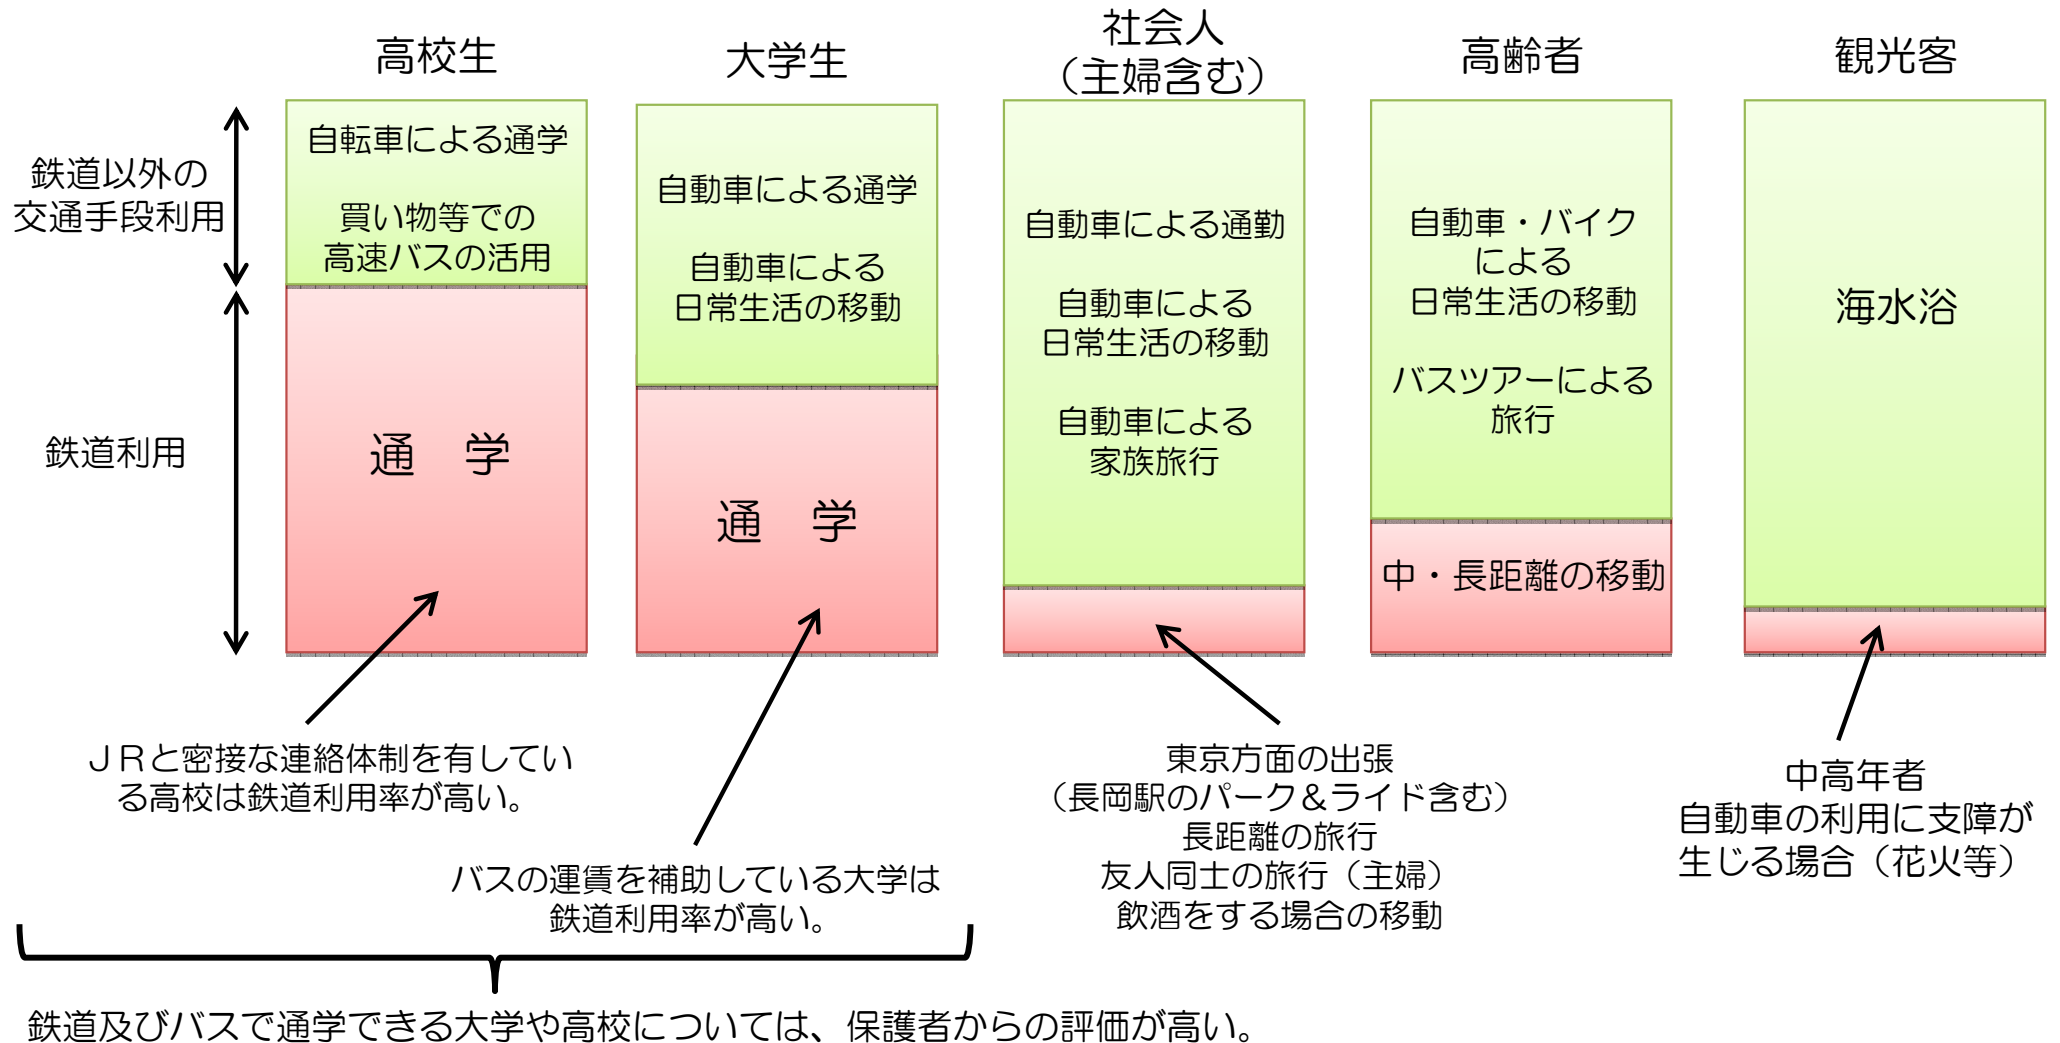 高校生
大学生
社会人
（主婦含む）
高齢者
観光客
鉄道以外の
交通手段利用
鉄道利用
自転車による通学
買い物等での
高速バスの活用
通　学
自動車による通学
自動車による
日常生活の移動
通　学
自動車による通勤
自動車による
日常生活の移動
自動車による
家族旅行
自動車・バイク
による
日常生活の移動
バスツアーによる
旅行
中・長距離の移動
海水浴
ＪＲと密接な連絡体制を有してい
る高校は鉄道利用率が高い。
バスの運賃を補助している大学は
鉄道利用率が高い。
東京方面の出張
（長岡駅のパーク＆ライド含む）
長距離の旅行
友人同士の旅行（主婦）
飲酒をする場合の移動
中高年者
自動車の利用に支障が
生じる場合（花火等）
鉄道及びバスで通学できる大学や高校については、保護者からの評価が高い。